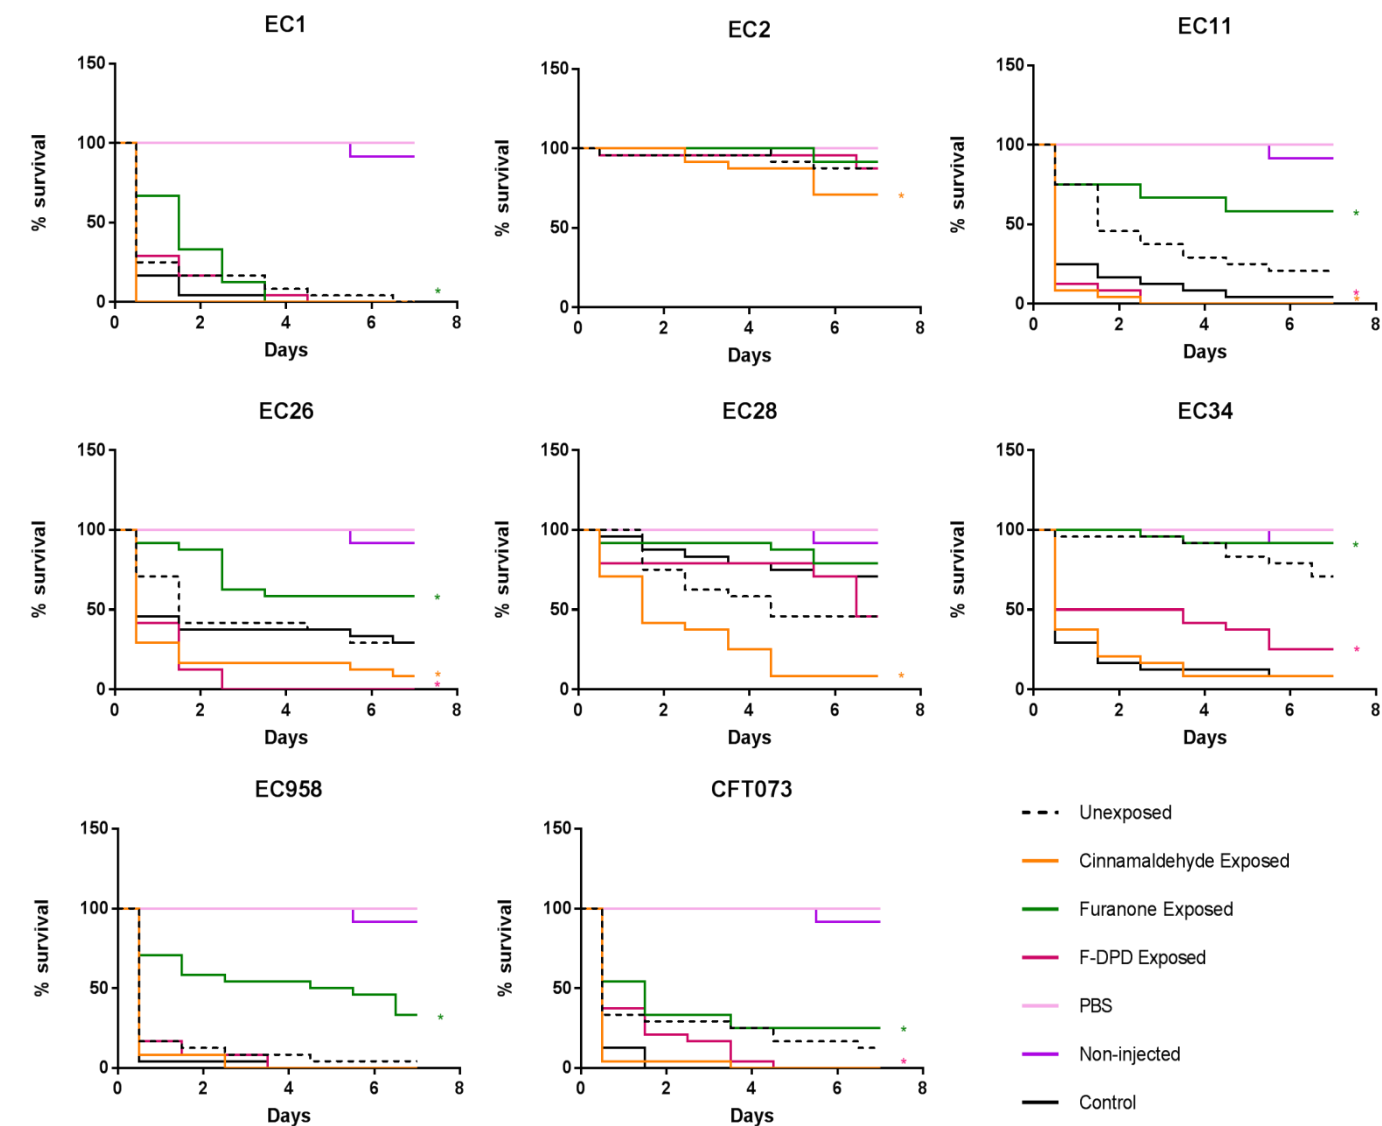 EC1
150
100
50
0
% survival
0 2 4 6 8
Days
*
EC2
150
100
50
0
% survival
0 2 4 6 8
Days
*
EC11
150
100
50
0
% survival
0 2 4 6 8
Days
*
*
*
EC26
150
100
50
0
% survival
0 2 4 6 8
Days
*
*
*
EC28
150
100
50
0
% survival
0 2 4 6 8
Days
*
EC34
150
100
50
0
% survival
0 2 4 6 8
Days
*
*
EC958
150
100
50
0
% survival
0 2 4 6 8
Days
*
CFT073
150
100
50
0
% survival
0 2 4 6 8
Days
*
*
Unexposed
Cinnamaldehyde Exposed
Furanone Exposed
F-DPD Exposed
PBS
Non-injected
Control